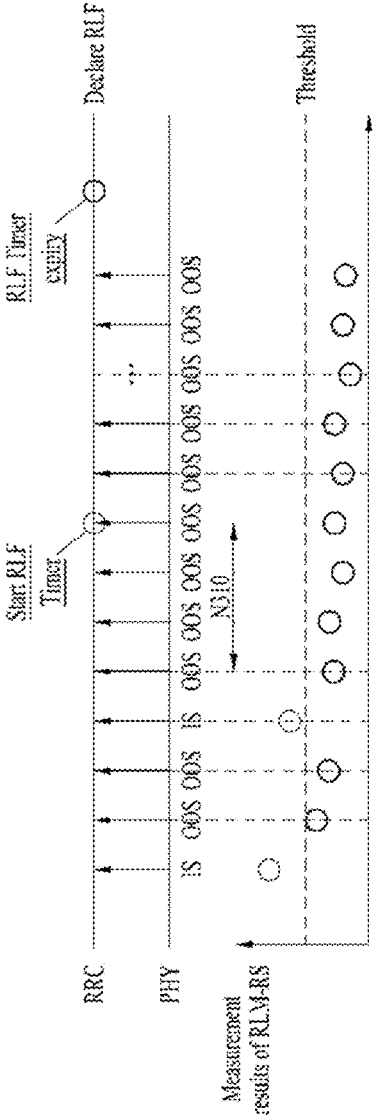 Start RLF
Timer
RLF Timer
expiry
RRC
Declare RLF
...
PHY
IS OOS OOS IS OOS OOS OOS OOS OOS OOS OOS OOS OOS
N310
Measurement
results of RLM-RS
Threshold